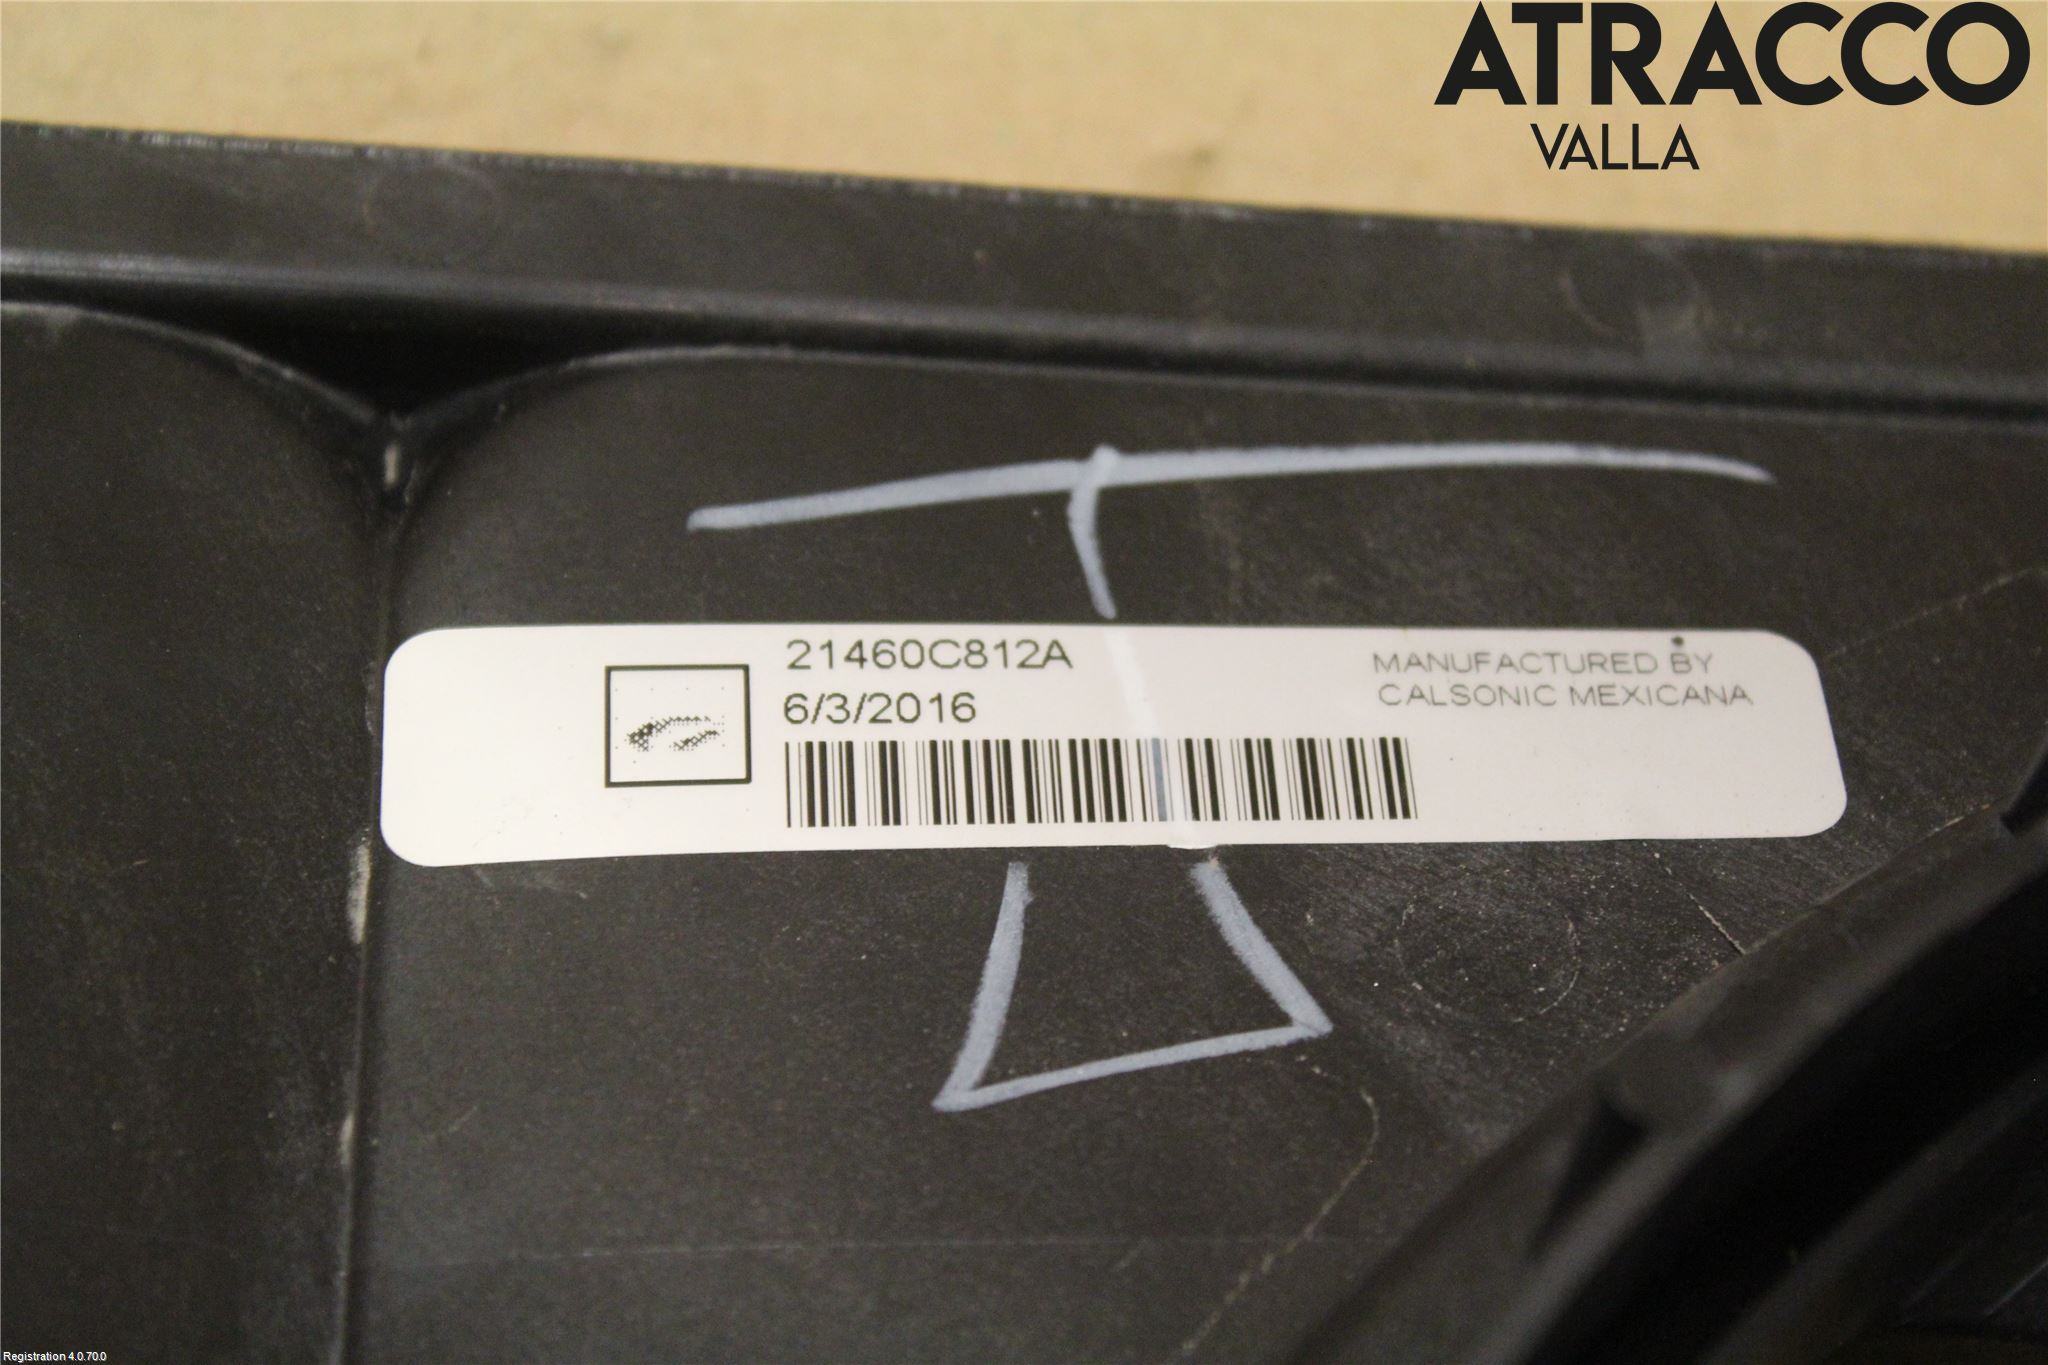 ATRACCO
VALLA
21460C812A
6/3/2016
MANUFACTURED BY
CALSONIC MEXICANA
Registration 4.0.70.0